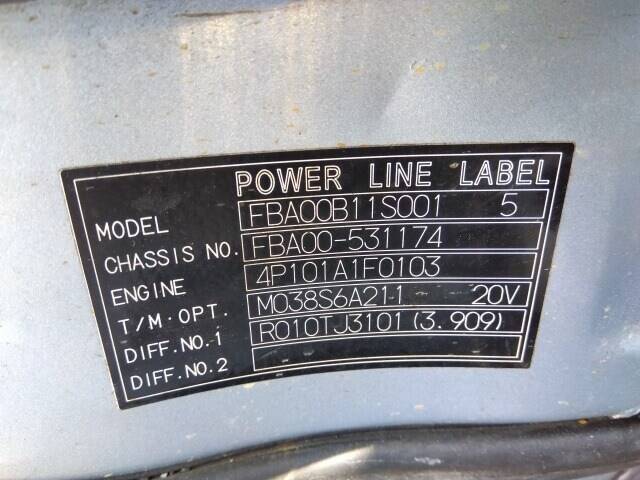 POWER LINE LABEL
MODEL FBA00B11S001 5
CHASSIS NO. FBA00-531174
ENGINE 4P101A1F0103
T/M·OPT. M038S6A21-1 20V
DIFF.NO.1 R010TJ3101 (3.909)
DIFF.NO.2